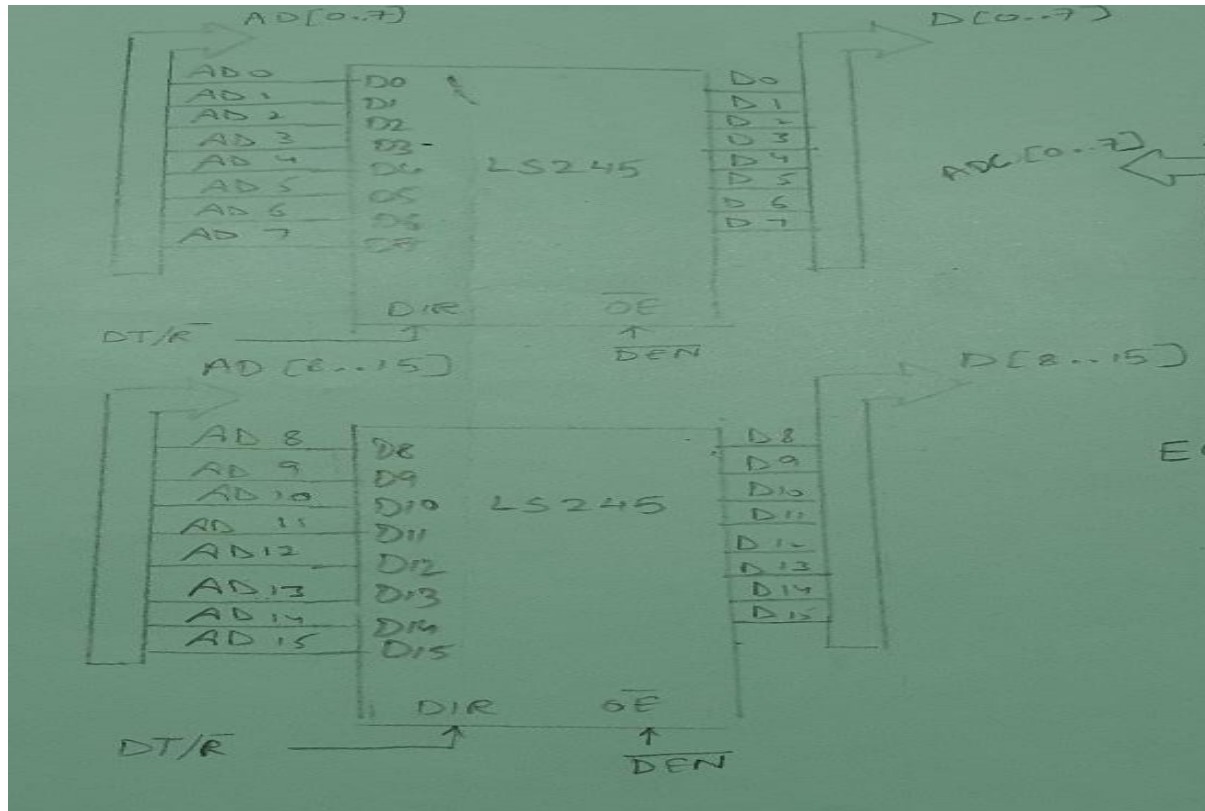 AD[0..7]
D[0..7]
AD0 D0 D0
AD1 D1 D1
AD2 D2 D2
AD3 D3 D3
AD4 D4 LS245 D4
AD5 D5 D5
AD6 D6 D6
AD7 D7 D7
ADC[0..7]
DIR OE
DT/R
DEN
AD[8..15]
D[8..15]
AD8 D8 D8
AD9 D9 D9
AD10 D10 LS245 D10
AD11 D11 D11
AD12 D12 D12
AD13 D13 D13
AD14 D14 D14
AD15 D15 D15
DIR OE
DT/R
DEN